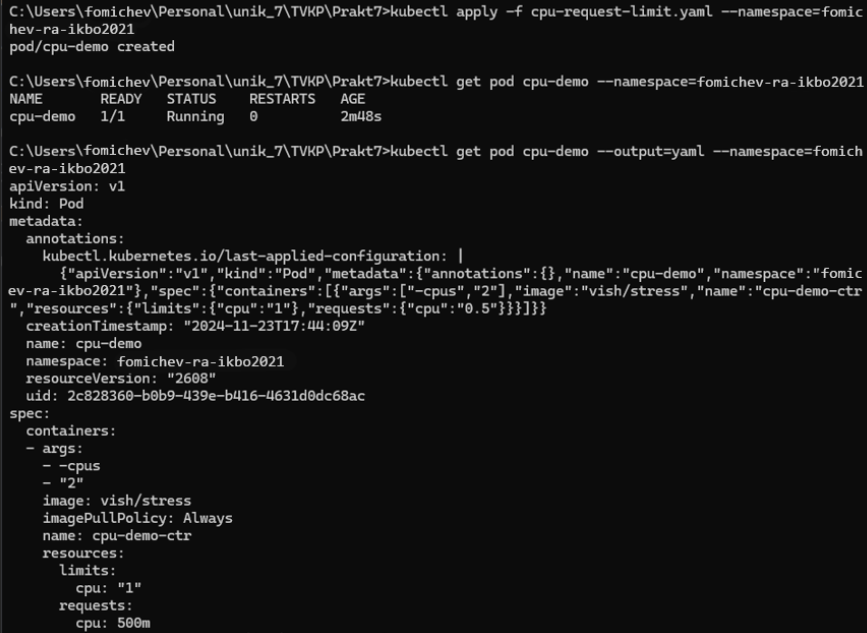 C:\Users\fomichev\Personal\unik_7\TVKP\Prakt7>kubectl apply -f cpu-request-limit.yaml --namespace=fomic
hev-ra-ikbo2021
pod/cpu-demo created
C:\Users\fomichev\Personal\unik_7\TVKP\Prakt7>kubectl get pod cpu-demo --namespace=fomichev-ra-ikbo2021
NAME       READY   STATUS    RESTARTS   AGE
cpu-demo   1/1     Running   0          2m48s
C:\Users\fomichev\Personal\unik_7\TVKP\Prakt7>kubectl get pod cpu-demo --output=yaml --namespace=fomich
ev-ra-ikbo2021
apiVersion: v1
kind: Pod
metadata:
  annotations:
    kubectl.kubernetes.io/last-applied-configuration: |
      {"apiVersion":"v1","kind":"Pod","metadata":{"annotations":{},"name":"cpu-demo","namespace":"fomic
ev-ra-ikbo2021"},"spec":{"containers":[{"args":["-cpus","2"],"image":"vish/stress","name":"cpu-demo-ctr
","resources":{"limits":{"cpu":"1"},"requests":{"cpu":"0.5"}}}]}}
  creationTimestamp: "2024-11-23T17:44:09Z"
  name: cpu-demo
  namespace: fomichev-ra-ikbo2021
  resourceVersion: "2608"
  uid: 2c828360-b0b9-439e-b416-4631d0dc68ac
spec:
  containers:
  - args:
    - -cpus
    - "2"
    image: vish/stress
    imagePullPolicy: Always
    name: cpu-demo-ctr
    resources:
      limits:
        cpu: "1"
      requests:
        cpu: 500m